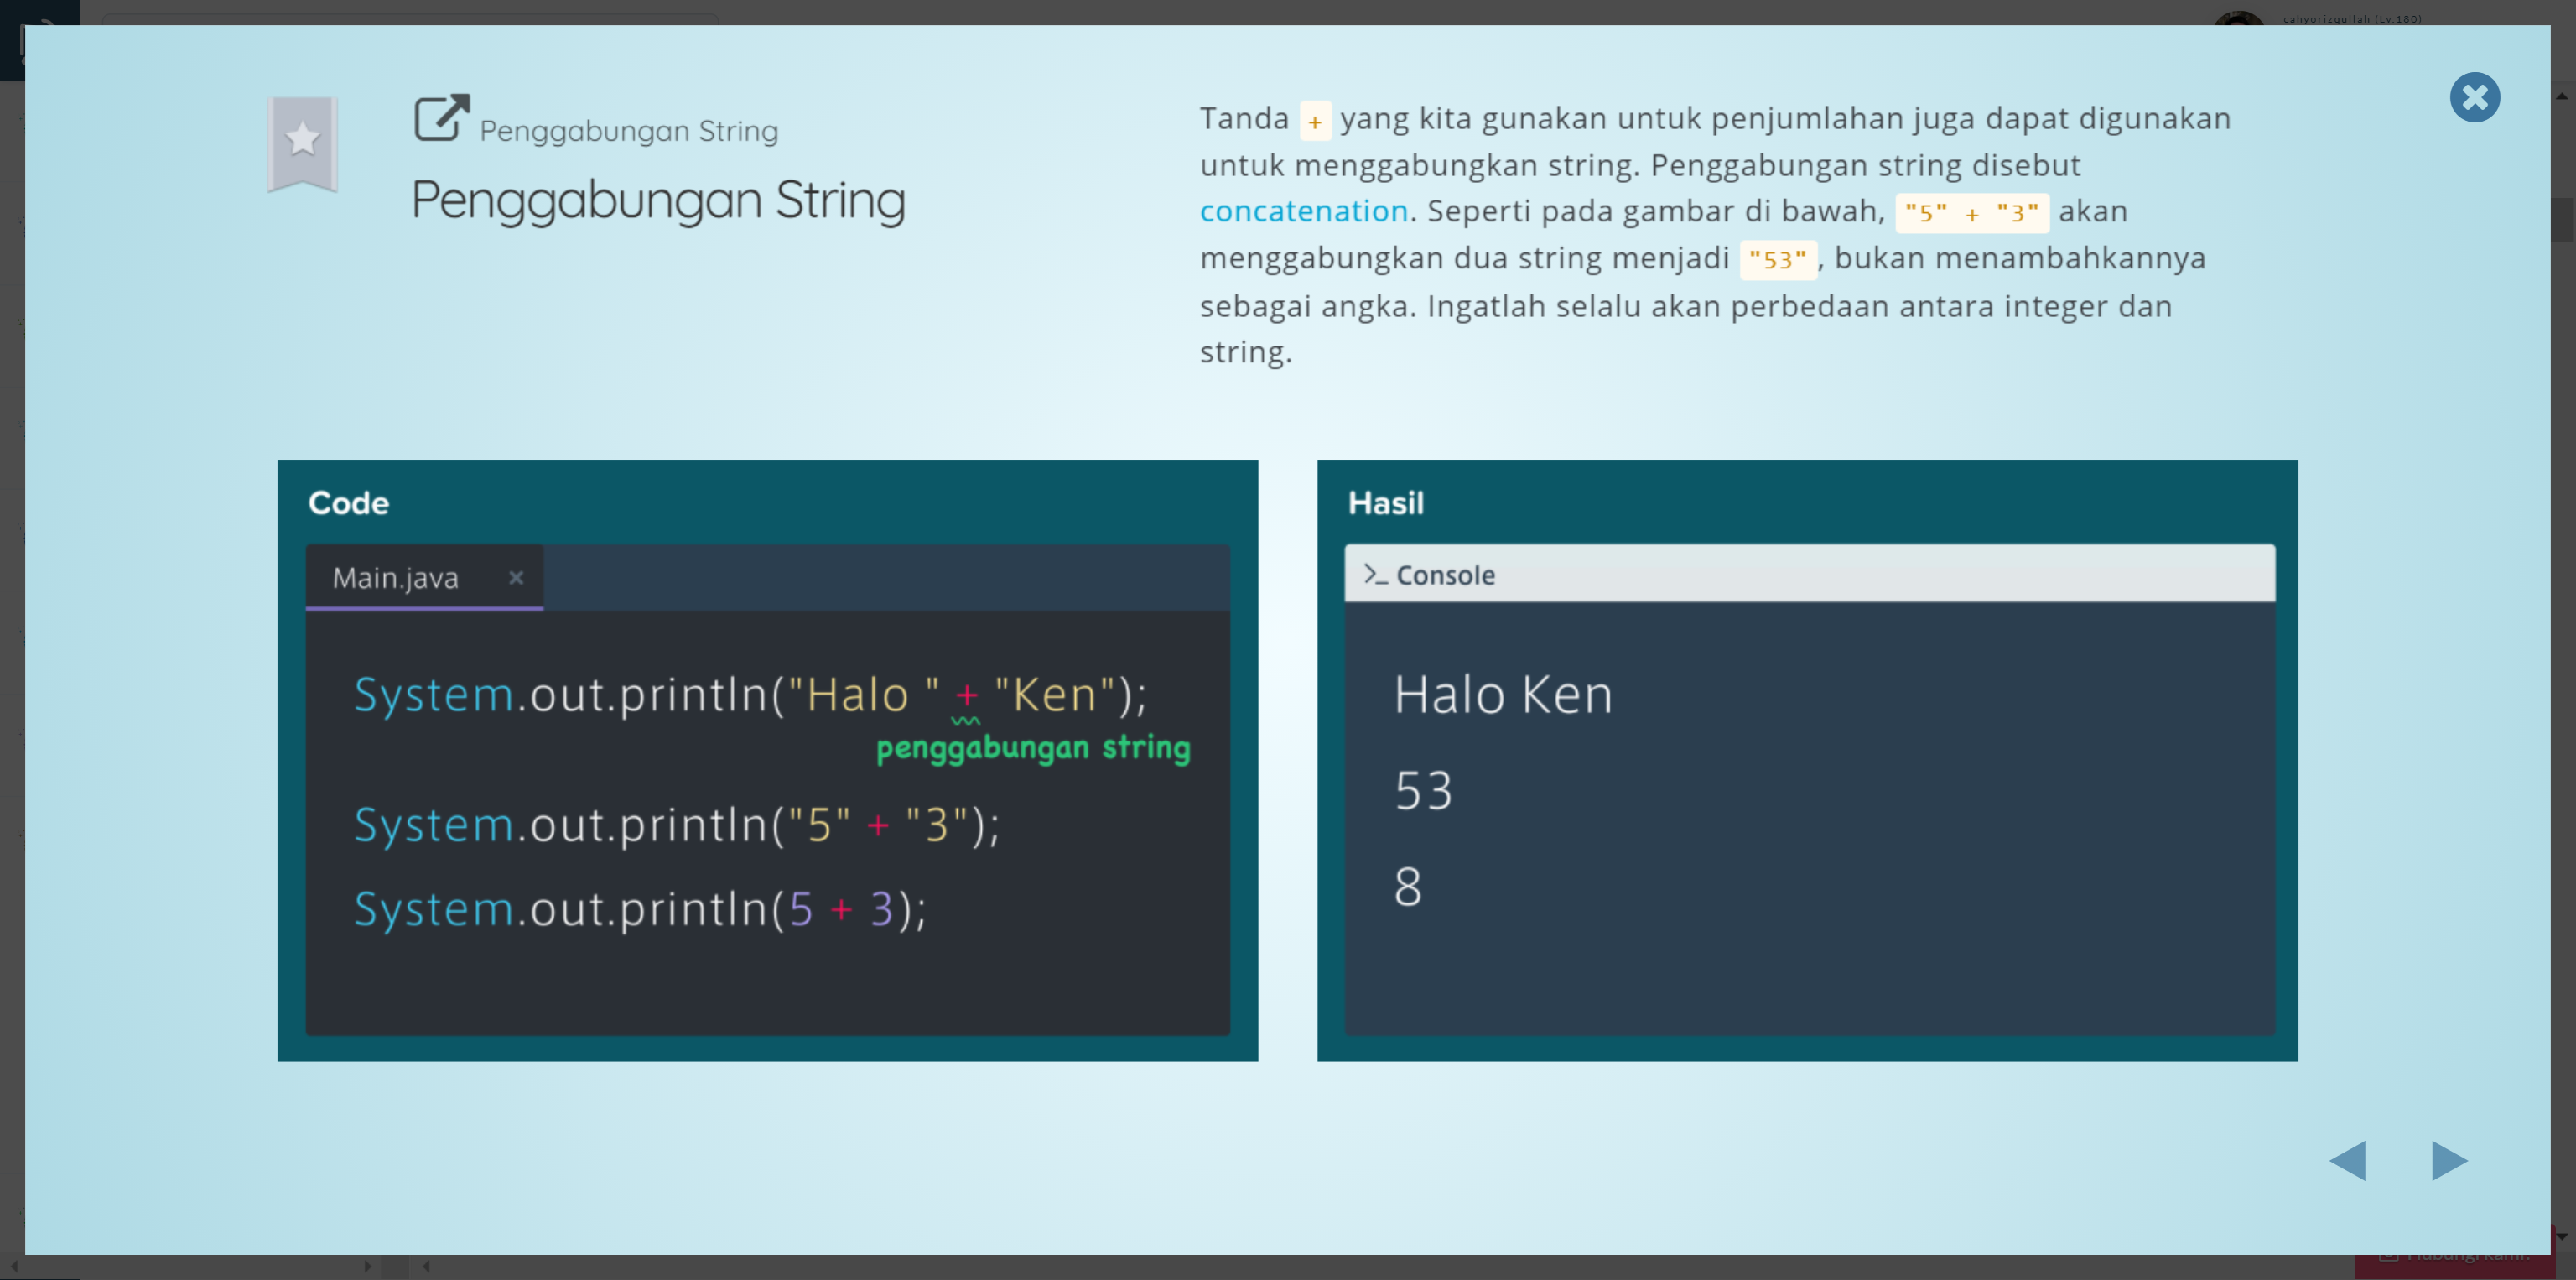 cahyorizqullah (Lv.180)
Penggabungan String
Penggabungan String
Tanda + yang kita gunakan untuk penjumlahan juga dapat digunakan
untuk menggabungkan string. Penggabungan string disebut
concatenation. Seperti pada gambar di bawah, "5" + "3" akan
menggabungkan dua string menjadi "53", bukan menambahkannya
sebagai angka. Ingatlah selalu akan perbedaan antara integer dan
string.
Code
Main.java ×
System.out.println("Halo " + "Ken");
penggabungan string
System.out.println("5" + "3");
System.out.println(5 + 3);
Hasil
>_ Console
Halo Ken
53
8
Hubungi kami!